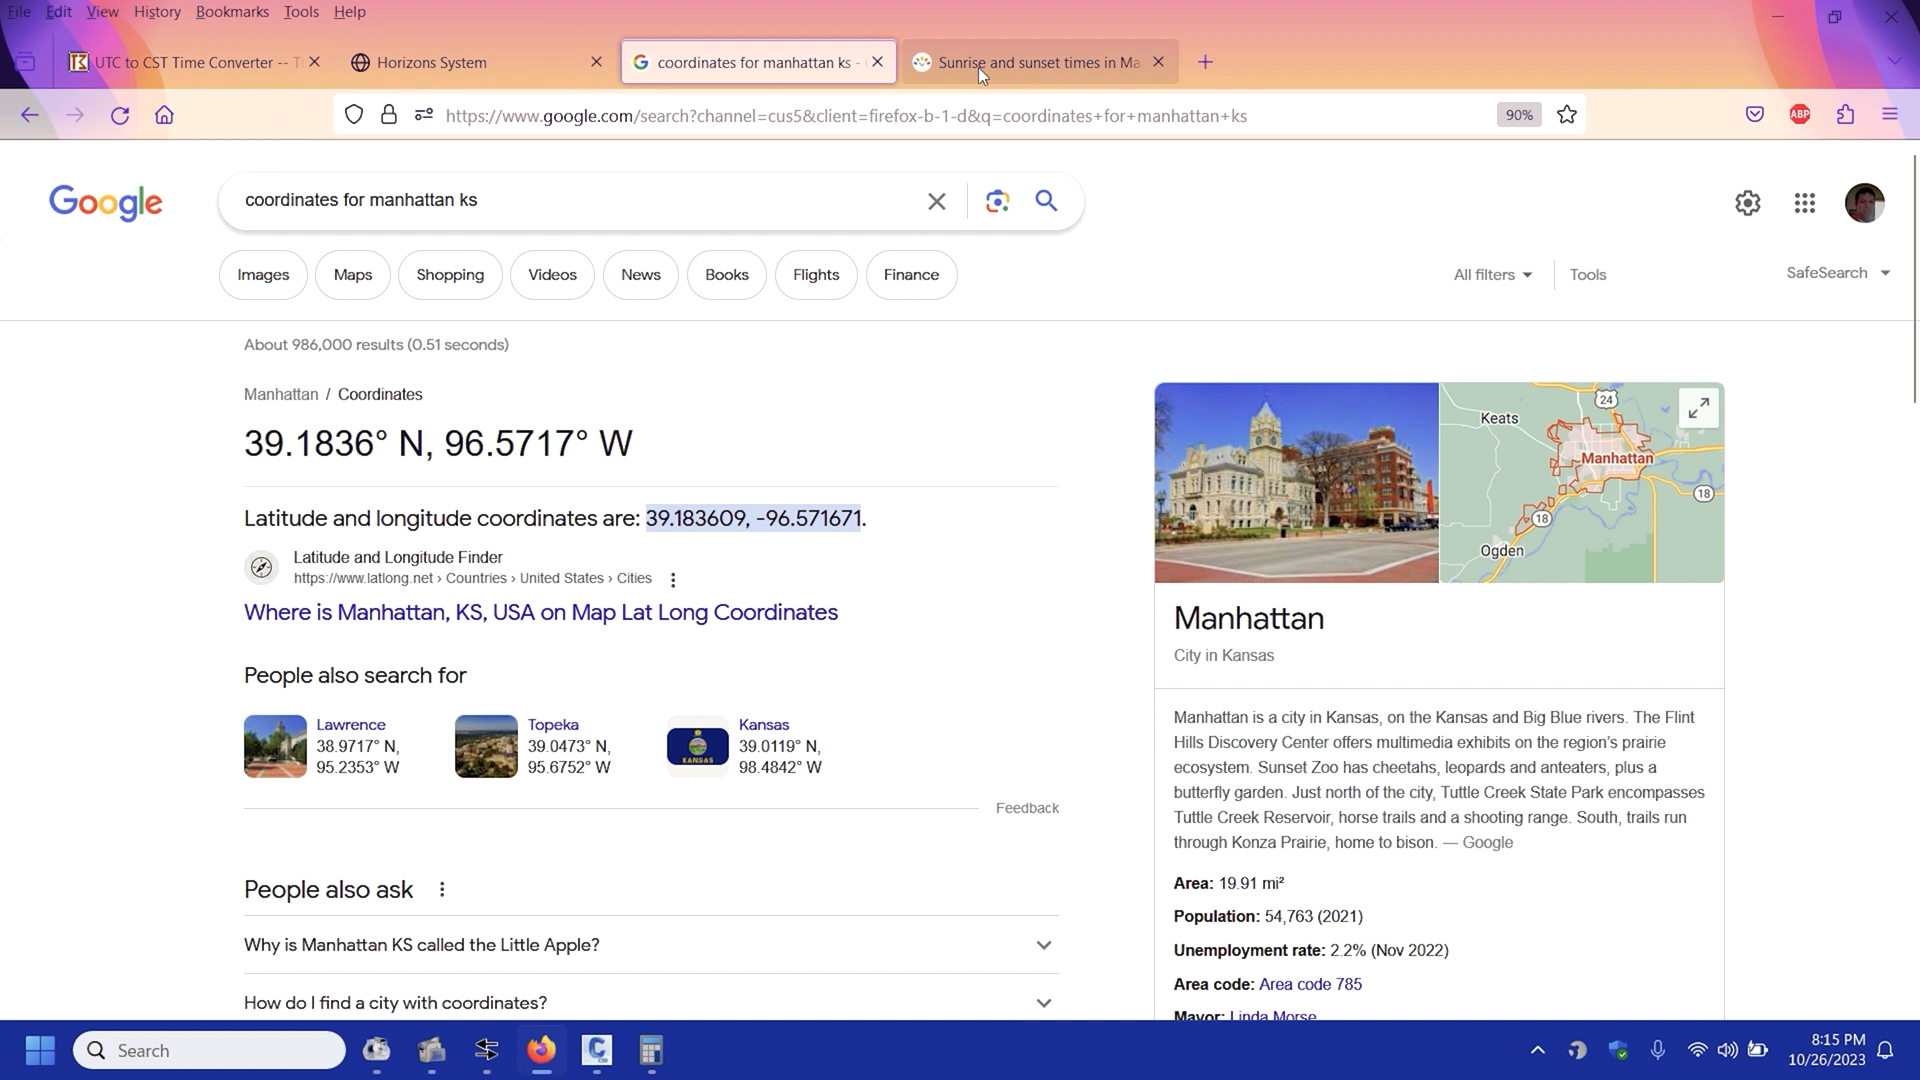 File Edit View History Bookmarks Tools Help
UTC to CST Time Converter -- T
Horizons System
coordinates for manhattan ks -
Sunrise and sunset times in Ma
https://www.google.com/search?channel=cus5&client=firefox-b-1-d&q=coordinates+for+manhattan+ks
90%
ABP
Google
coordinates for manhattan ks
Images
Maps
Shopping
Videos
News
Books
Flights
Finance
All filters
Tools
SafeSearch
About 986,000 results (0.51 seconds)
Manhattan / Coordinates
39.1836° N, 96.5717° W
Latitude and longitude coordinates are: 39.183609, -96.571671.
Latitude and Longitude Finder
https://www.latlong.net › Countries › United States › Cities
Where is Manhattan, KS, USA on Map Lat Long Coordinates
People also search for
Lawrence
38.9717° N,
95.2353° W
Topeka
39.0473° N,
95.6752° W
KANSAS
Kansas
39.0119° N,
98.4842° W
Feedback
People also ask
Why is Manhattan KS called the Little Apple?
How do I find a city with coordinates?
24
Keats
Manhattan
18
18
Ogden
Manhattan
City in Kansas
Manhattan is a city in Kansas, on the Kansas and Big Blue rivers. The Flint
Hills Discovery Center offers multimedia exhibits on the region's prairie
ecosystem. Sunset Zoo has cheetahs, leopards and anteaters, plus a
butterfly garden. Just north of the city, Tuttle Creek State Park encompasses
Tuttle Creek Reservoir, horse trails and a shooting range. South, trails run
through Konza Prairie, home to bison. — Google
Area: 19.91 mi²
Population: 54,763 (2021)
Unemployment rate: 2.2% (Nov 2022)
Area code: Area code 785
Mayor: Linda Morse
Search
8:15 PM
10/26/2023